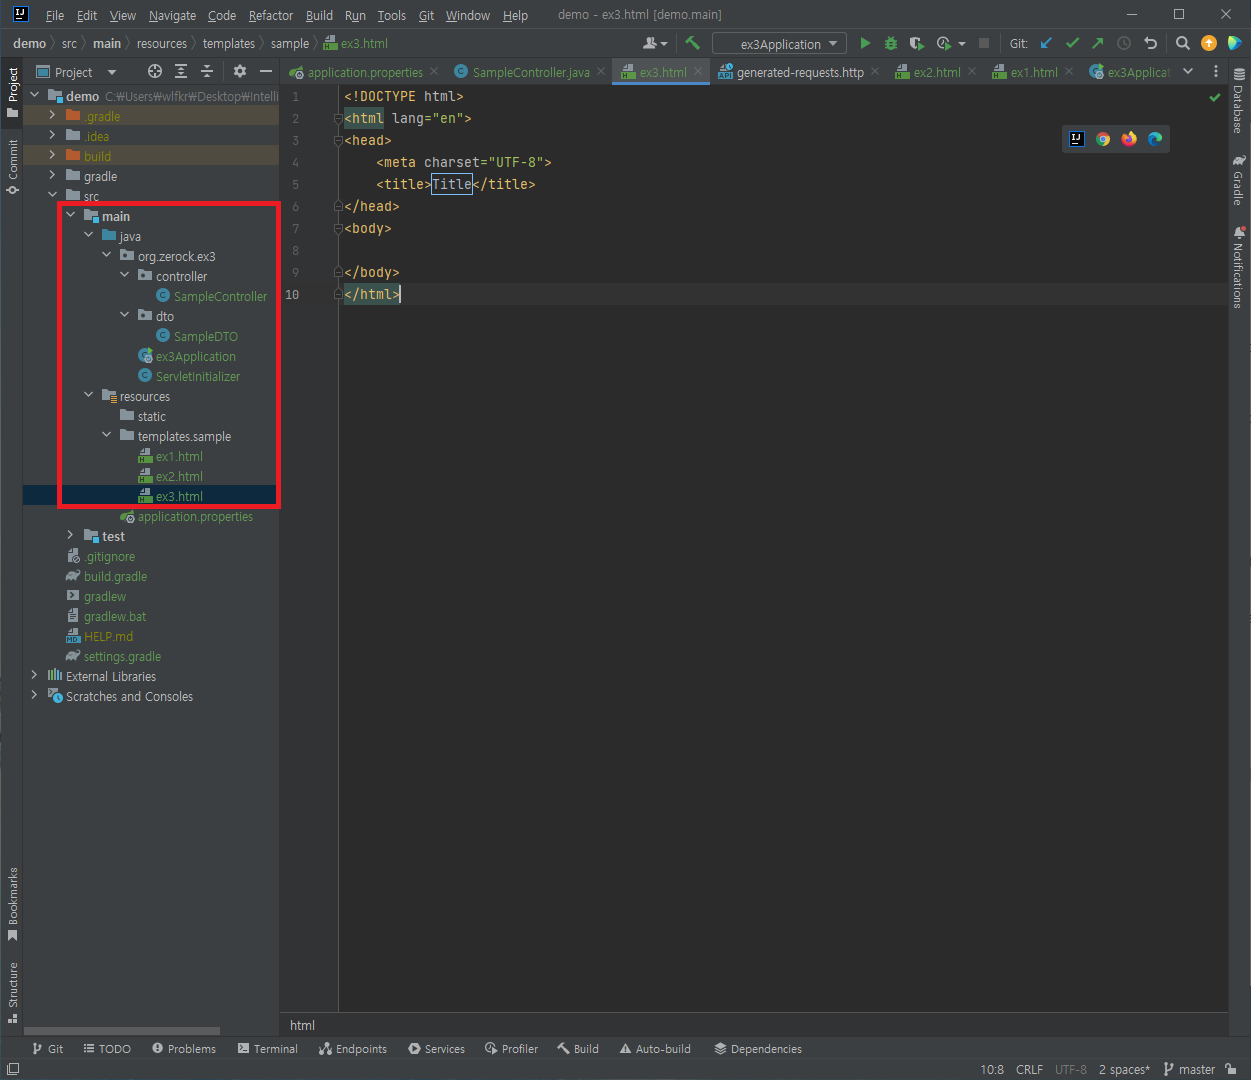 File Edit View Navigate Code Refactor Build Run Tools Git Window Help demo - ex3.html [demo.main]
demo src main resources templates sample ex3.html ex3Application Git:
Project application.properties SampleController.java ex3.html generated-requests.http ex2.html ex1.html ex3Applicat
Project
Commit
Bookmarks
Structure
demo C:₩Users₩wlfkr₩Desktop₩Intelli
.gradle
.idea
build
gradle
src
main
java
org.zerock.ex3
controller
SampleController
dto
SampleDTO
ex3Application
ServletInitializer
resources
static
templates.sample
ex1.html
ex2.html
ex3.html
application.properties
test
.gitignore
build.gradle
gradlew
gradlew.bat
HELP.md
settings.gradle
External Libraries
Scratches and Consoles
1 <!DOCTYPE html>
2 <html lang="en">
3 <head>
4 <meta charset="UTF-8">
5 <title>Title</title>
6 </head>
7 <body>
8
9 </body>
10 </html>
Database
Gradle
Notifications
html
Git TODO Problems Terminal Endpoints Services Profiler Build Auto-build Dependencies
10:8 CRLF UTF-8 2 spaces* master